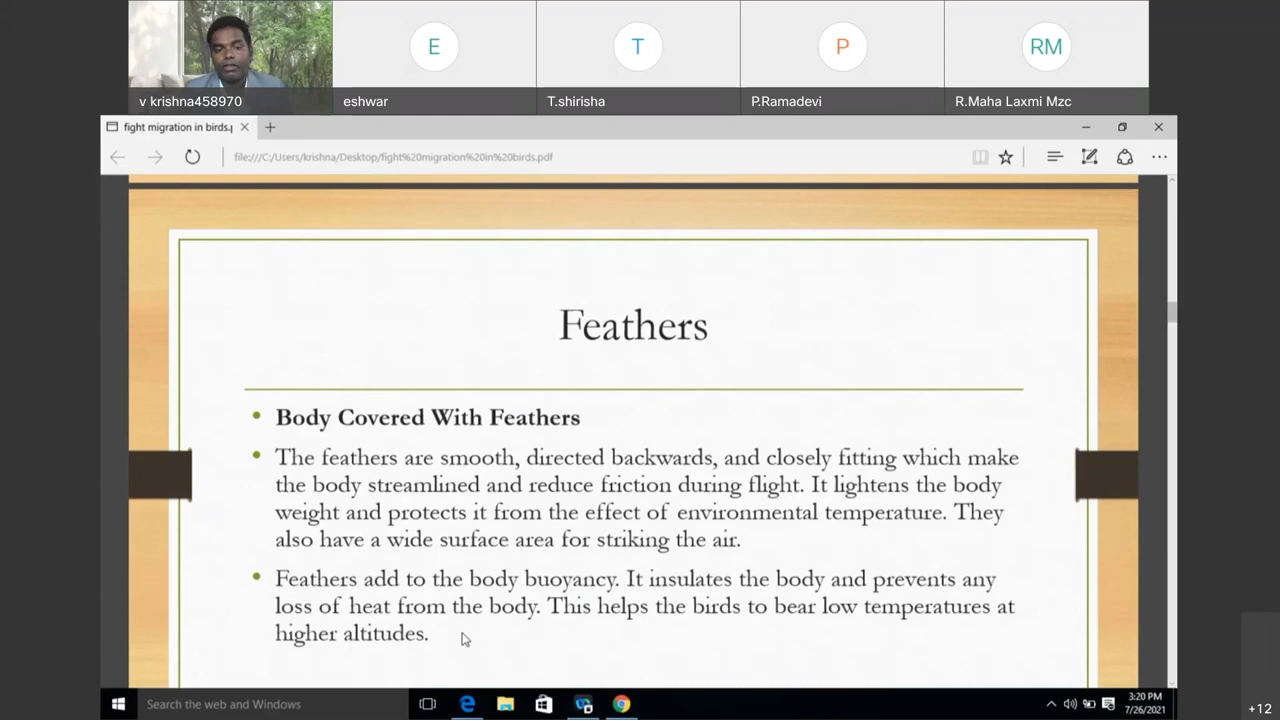 E
T
P
RM
v krishna458970
eshwar
T.shirisha
P.Ramadevi
R.Maha Laxmi Mzc
fight migration in birds.p
file:///C:/Users/krishna/Desktop/fight%20migration%20in%20birds.pdf
Feathers
• Body Covered With Feathers
• The feathers are smooth, directed backwards, and closely fitting which make
the body streamlined and reduce friction during flight. It lightens the body
weight and protects it from the effect of environmental temperature. They
also have a wide surface area for striking the air.
• Feathers add to the body buoyancy. It insulates the body and prevents any
loss of heat from the body. This helps the birds to bear low temperatures at
higher altitudes.
Search the web and Windows
3:20 PM
7/26/2021
+12